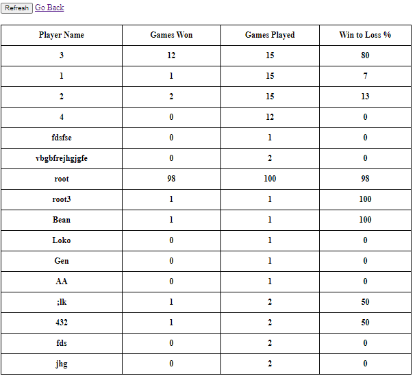 Refresh Go Back
Player Name Games Won Games Played Win to Loss %
3 12 15 80
1 1 15 7
2 2 15 13
4 0 12 0
fdsfse 0 1 0
vbgbfrejhgjgfe 0 2 0
root 98 100 98
root3 1 1 100
Bean 1 1 100
Loko 0 1 0
Gen 0 1 0
AA 0 1 0
;lk 1 2 50
432 1 2 50
fds 0 2 0
jhg 0 2 0